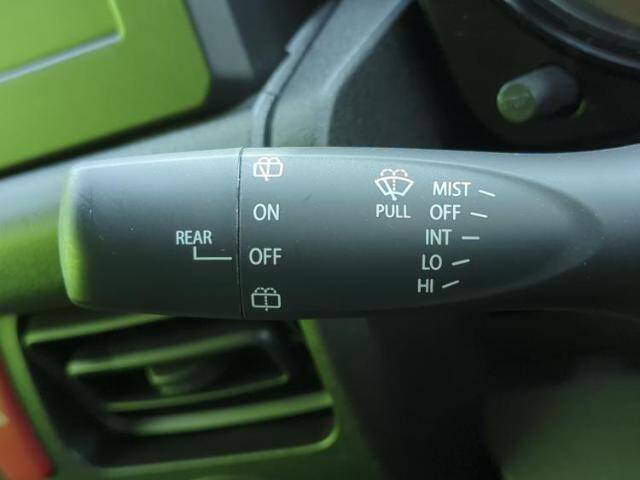 REAR
ON
OFF
PULL
MIST
OFF
INT
LO
HI